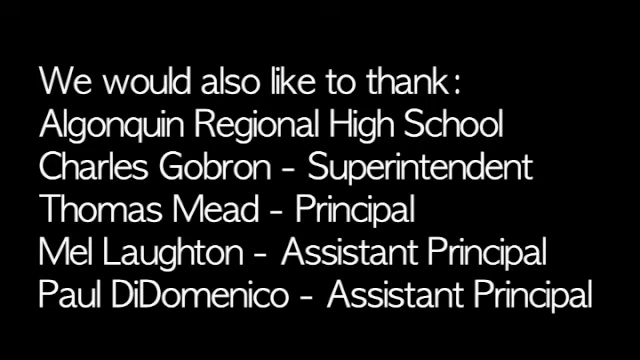 We would also like to thank:
Algonquin Regional High School
Charles Gobron - Superintendent
Thomas Mead - Principal
Mel Laughton - Assistant Principal
Paul DiDomenico - Assistant Principal